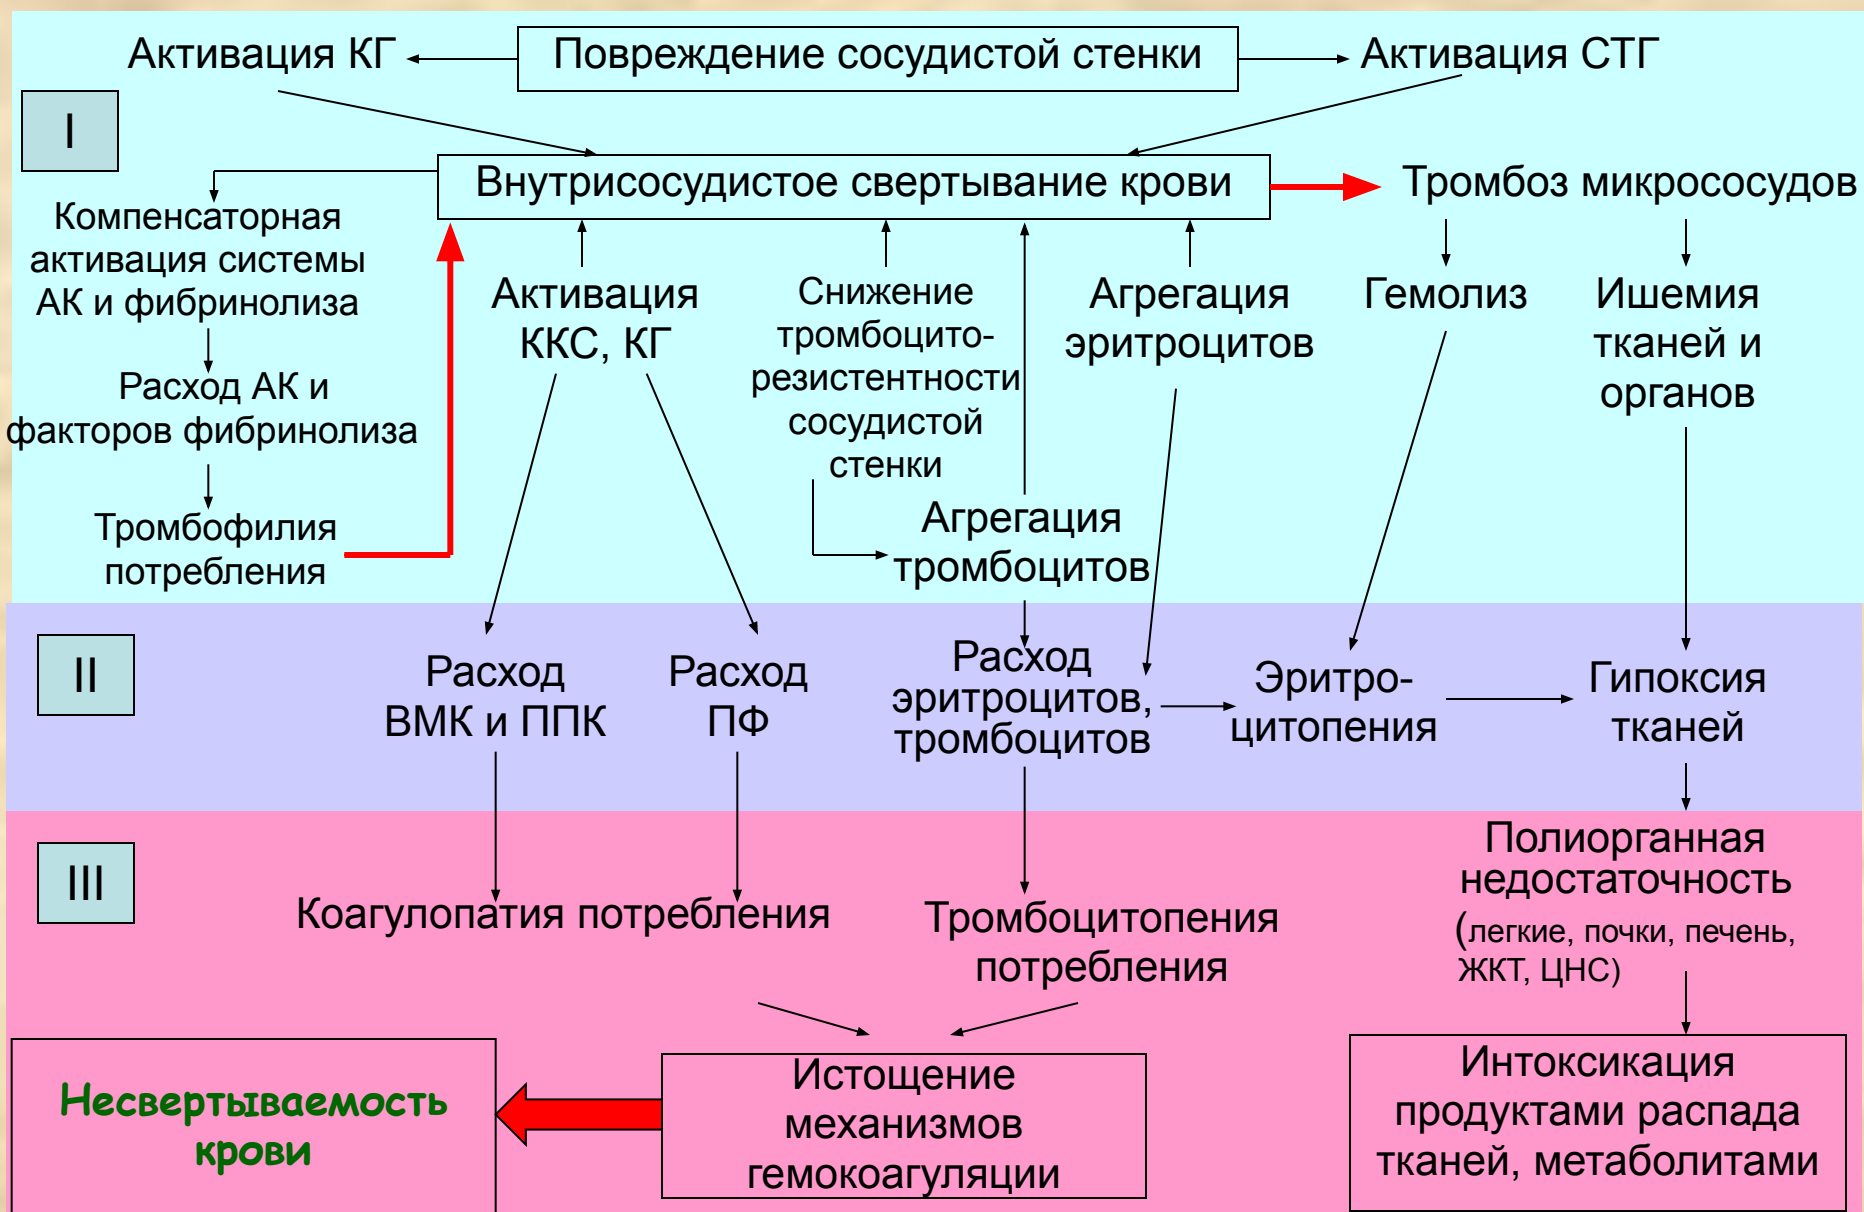 Активация КГ
Повреждение сосудистой стенки
Активация СТГ
I
Внутрисосудистое свертывание крови
Тромбоз микрососудов
Компенсаторная
активация системы
АК и фибринолиза
Активация
ККС, КГ
Снижение
тромбоцито-
резистентности
сосудистой
стенки
Агрегация
эритроцитов
Гемолиз
Ишемия
тканей и
органов
Расход АК и
факторов фибринолиза
Тромбофилия
потребления
Агрегация
тромбоцитов
II
Расход
ВМК и ППК
Расход
ПФ
Расход
эритроцитов,
тромбоцитов
Эритро-
цитопения
Гипоксия
тканей
III
Коагулопатия потребления
Тромбоцитопения
потребления
Полиорганная
недостаточность
(легкие, почки, печень,
ЖКТ, ЦНС)
Несвертываемость
крови
Истощение
механизмов
гемокоагуляции
Интоксикация
продуктами распада
тканей, метаболитами